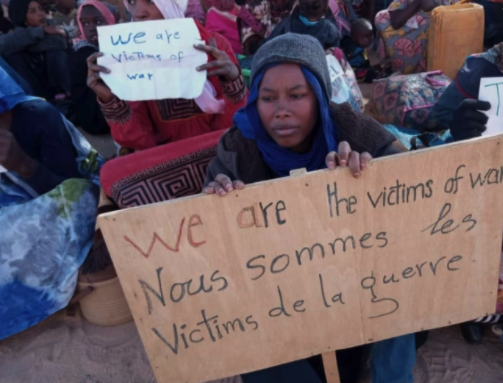 we are
Victims of
war
We are the victims of war
Nous sommes les
Victims de la guerre.
T